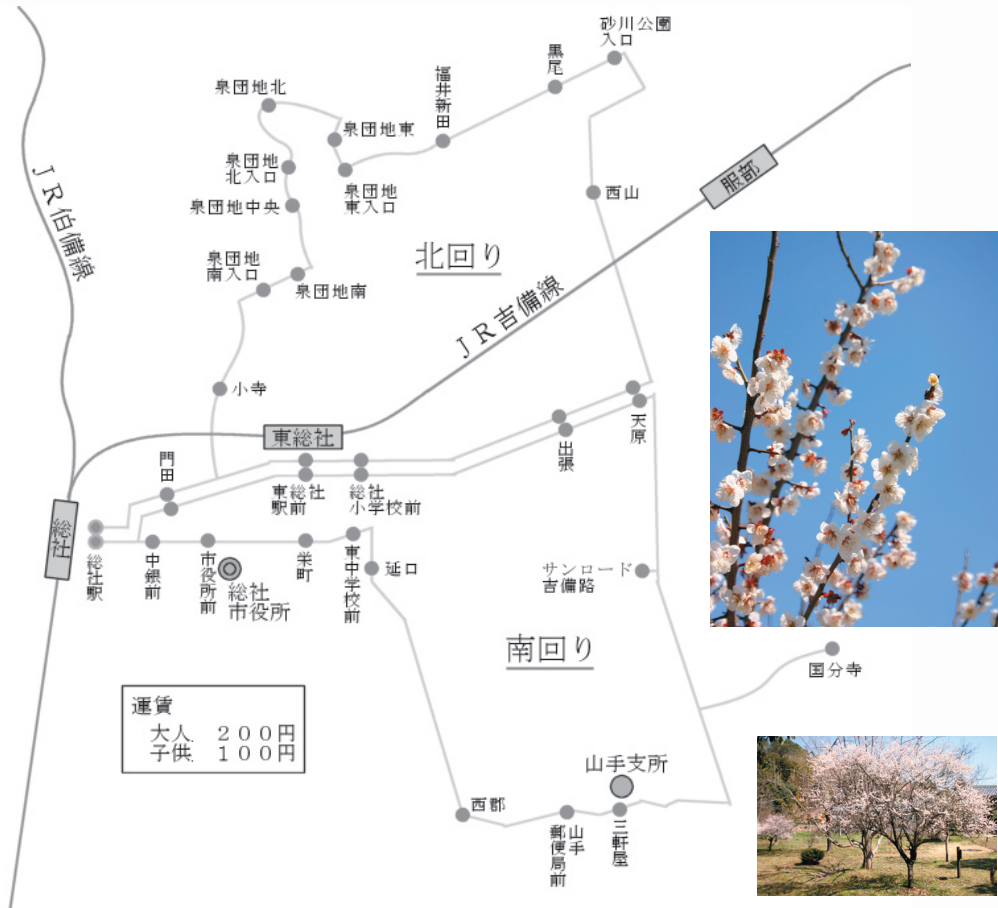 砂川公園
入口
黒尾
福井新田
泉団地北
泉団地東
泉団地
北入口
泉団地
東入口
泉団地中央
西山
服部
ＪＲ伯備線
北回り
泉団地
南入口
泉団地南
ＪＲ吉備線
小寺
東総社
天原
出張
門田
東総社
駅前
総社
小学校前
総社
総社駅
中銀前
市役所前
総社
市役所
栄町
東中学校前
延口
サンロード
吉備路
南回り
国分寺
運賃
大人. ２００円
子供. １００円
山手支所
西郡
山手
郵便局前
三軒屋